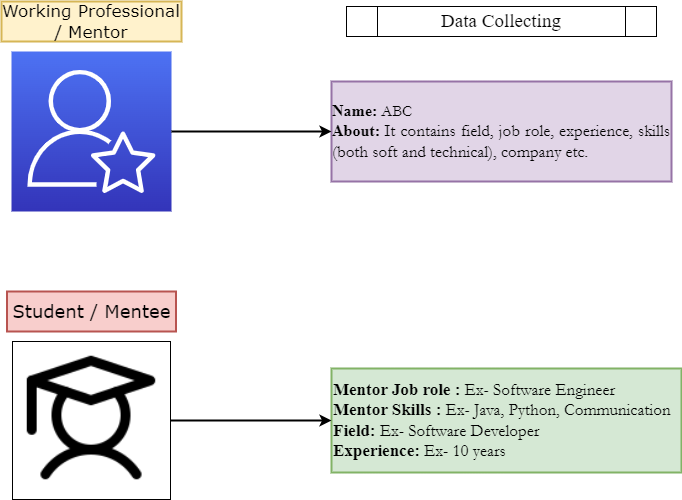 Working Professional
/ Mentor
Data Collecting
Name: ABC
About: It contains field, job role, experience, skills
(both soft and technical), company etc.
Student / Mentee
Mentor Job role : Ex- Software Engineer
Mentor Skills : Ex- Java, Python, Communication
Field: Ex- Software Developer
Experience: Ex- 10 years